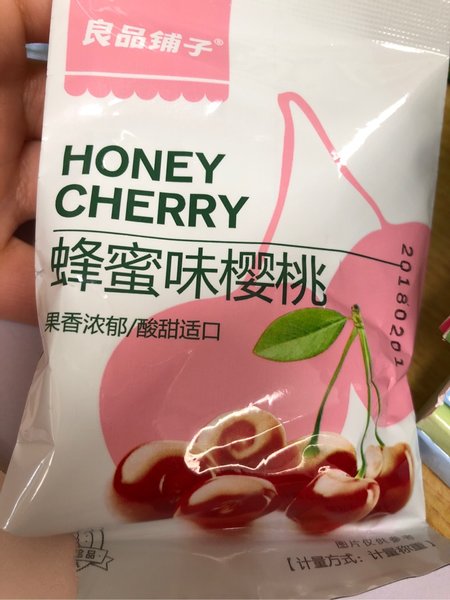 良品铺子®
HONEY
CHERRY
蜂蜜味樱桃
果香浓郁/酸甜适口
20180201
图片仅供参考
【计量方式：计量称重】